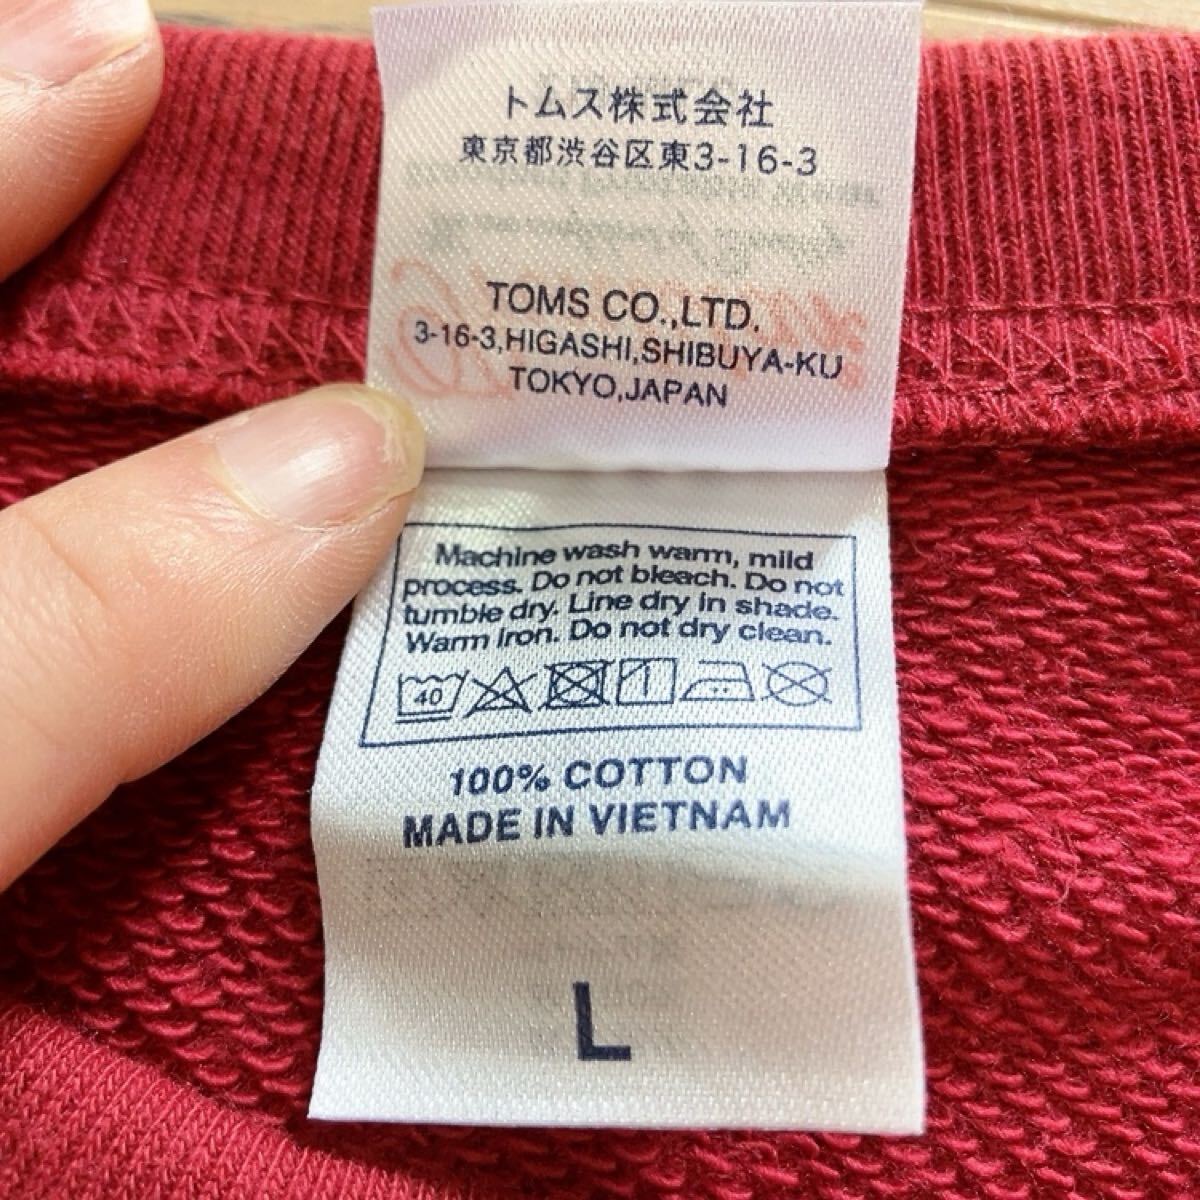 トムス株式会社
東京都渋谷区東3-16-3
TOMS CO.,LTD.
3-16-3,HIGASHI,SHIBUYA-KU
TOKYO,JAPAN
Machine wash warm, mild
process. Do not bleach. Do not
tumble dry. Line dry in shade.
Warm iron. Do not dry clean.
40
100% COTTON
MADE IN VIETNAM
L